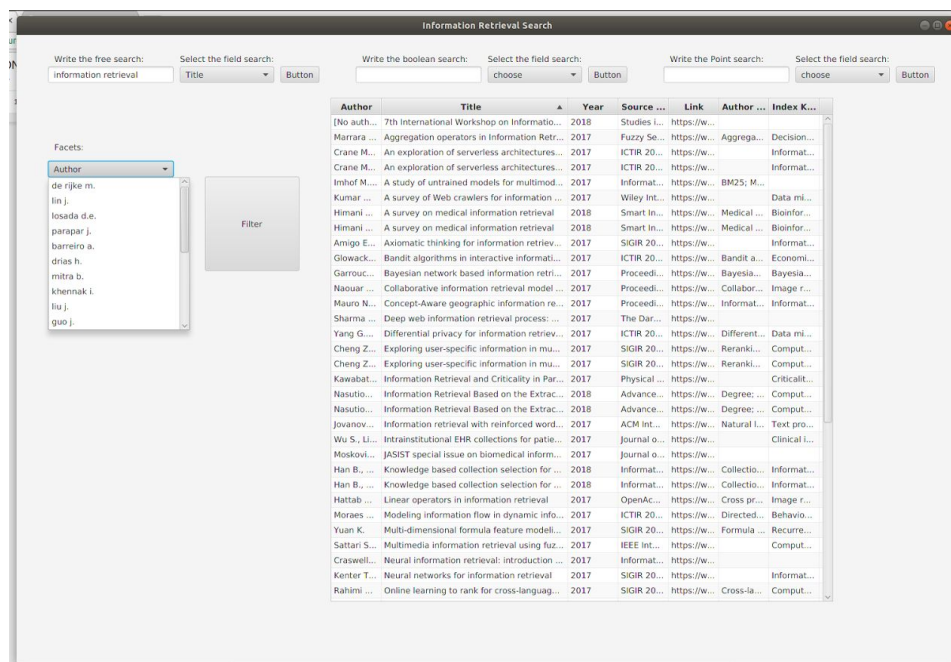 Information Retrieval Search
Write the free search: Select the field search: Write the boolean search: Select the field search: Write the Point search: Select the field search:
information retrieval Title Button choose Button choose Button
Facets:
Author
de rijke m.
lin j.
losada d.e.
parapar j.
barreiro a.
drias h.
mitra b.
khennak i.
liu j.
guo j.
Filter
Author Title Year Source ... Link Author ... Index K...
[No auth... 7th International Workshop on Informatio... 2018 Studies i... https://w...
Marrara ... Aggregation operators in Information Retr... 2017 Fuzzy Se... https://w... Aggrega... Decision...
Crane M... An exploration of serverless architectures... 2017 ICTIR 20... https://w... Informat...
Crane M... An exploration of serverless architectures... 2017 ICTIR 20... https://w... Informat...
Imhof M.... A study of untrained models for multimod... 2017 Informat... https://w... BM25; M...
Kumar ... A survey of Web crawlers for information ... 2017 Wiley Int... https://w... Data mi...
Himani ... A survey on medical information retrieval 2018 Smart In... https://w... Medical ... Bioinfor...
Himani ... A survey on medical information retrieval 2018 Smart In... https://w... Medical ... Bioinfor...
Amigo E... Axiomatic thinking for information retriev... 2017 SIGIR 20... https://w... Informat...
Glowack... Bandit algorithms in interactive informati... 2017 ICTIR 20... https://w... Bandit a... Economi...
Garrouc... Bayesian network based information retri... 2017 Proceedi... https://w... Bayesia... Bayesia...
Naouar ... Collaborative information retrieval model ... 2017 Proceedi... https://w... Collabor... Image r...
Mauro N... Concept-Aware geographic information re... 2017 Proceedi... https://w... Informat... Informat...
Sharma ... Deep web information retrieval process: ... 2017 The Dar... https://w...
Yang G.... Differential privacy for information retriev... 2017 ICTIR 20... https://w... Different... Data mi...
Cheng Z... Exploring user-specific information in mu... 2017 SIGIR 20... https://w... Reranki... Comput...
Cheng Z... Exploring user-specific information in mu... 2017 SIGIR 20... https://w... Reranki... Comput...
Kawabat... Information Retrieval and Criticality in Par... 2017 Physical ... https://w... Criticalit...
Nasutio... Information Retrieval Based on the Extrac... 2018 Advance... https://w... Degree; ... Comput...
Nasutio... Information Retrieval Based on the Extrac... 2018 Advance... https://w... Degree; ... Comput...
Jovanov... Information retrieval with reinforced word... 2017 ACM Int... https://w... Natural l... Text pro...
Wu S., Li... Intrainstitutional EHR collections for patie... 2017 Journal o... https://w... Clinical i...
Moskovi... JASIST special issue on biomedical inform... 2017 Journal o... https://w...
Han B., ... Knowledge based collection selection for ... 2018 Informat... https://w... Collectio... Informat...
Han B., ... Knowledge based collection selection for ... 2018 Informat... https://w... Collectio... Informat...
Hattab ... Linear operators in information retrieval 2017 OpenAc... https://w... Cross pr... Image r...
Moraes ... Modeling information flow in dynamic info... 2017 ICTIR 20... https://w... Directed... Behavio...
Yuan K. Multi-dimensional formula feature modeli... 2017 SIGIR 20... https://w... Formula ... Recurre...
Sattari S... Multimedia information retrieval using fuz... 2017 IEEE Int... https://w... Comput...
Craswell... Neural information retrieval: introduction ... 2017 Informat... https://w...
Kenter T... Neural networks for information retrieval 2017 SIGIR 20... https://w... Informat...
Rahimi ... Online learning to rank for cross-languag... 2017 SIGIR 20... https://w... Cross-la... Comput...